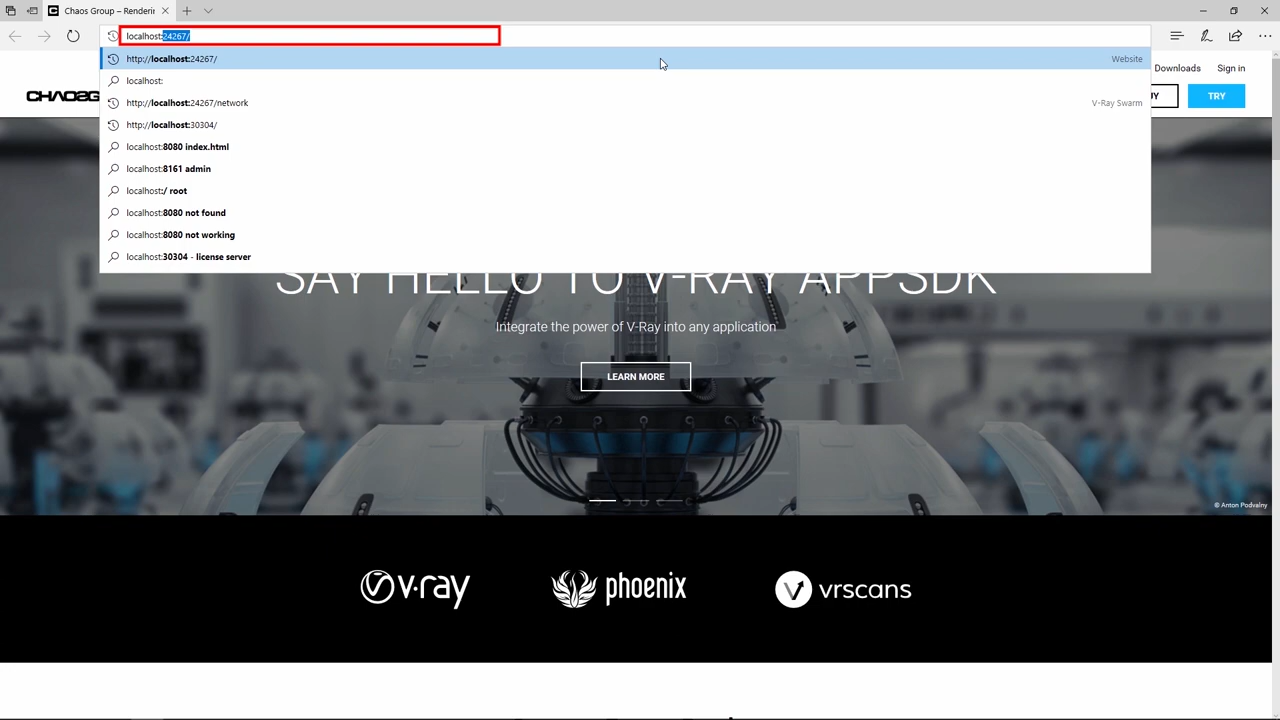 Chaos Group – Renderin
localhost:24267/
http://localhost:24267/ Website
localhost:
http://localhost:24267/network V-Ray Swarm
http://localhost:30304/
localhost:8080 index.html
localhost:8161 admin
localhost:/ root
localhost:8080 not found
localhost:8080 not working
localhost:30304 - license server
Downloads Sign in
CHAOSG
UY TRY
SAY HELLO TO V-RAY APPSDK
Integrate the power of V-Ray into any application
LEARN MORE
© Anton Podvalny
v·ray phoenix vrscans